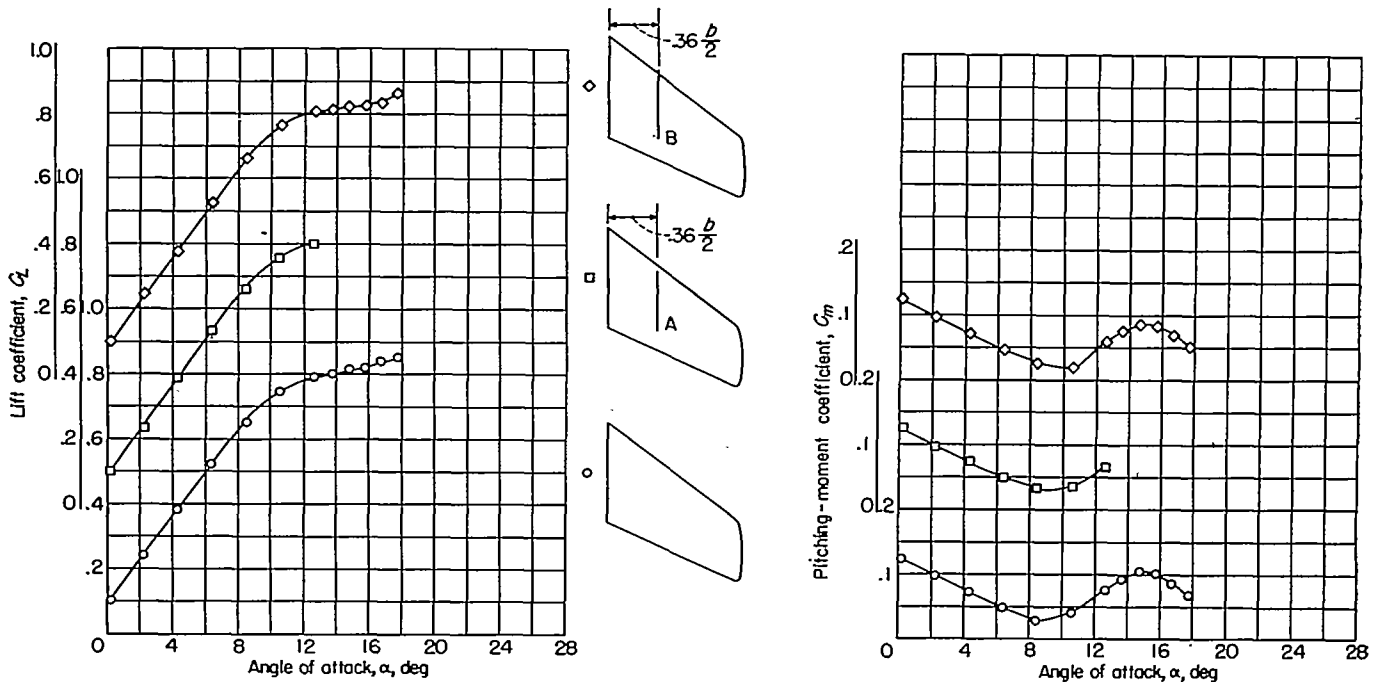 Lift coefficient, CL
1.0
.8
.6 1.0
.4 .8
.2 .6 1.0
0 .4 .8
.2 .6
0 .4
.2
0 4 8 12 16 20 24 28
Angle of attack, α, deg
.36 b/2
B
.36 b/2
A
Pitching-moment coefficient, Cm
.2
.1
0 .2
.1
0 .2
.1
0 4 8 12 16 20 24 28
Angle of attack, α, deg